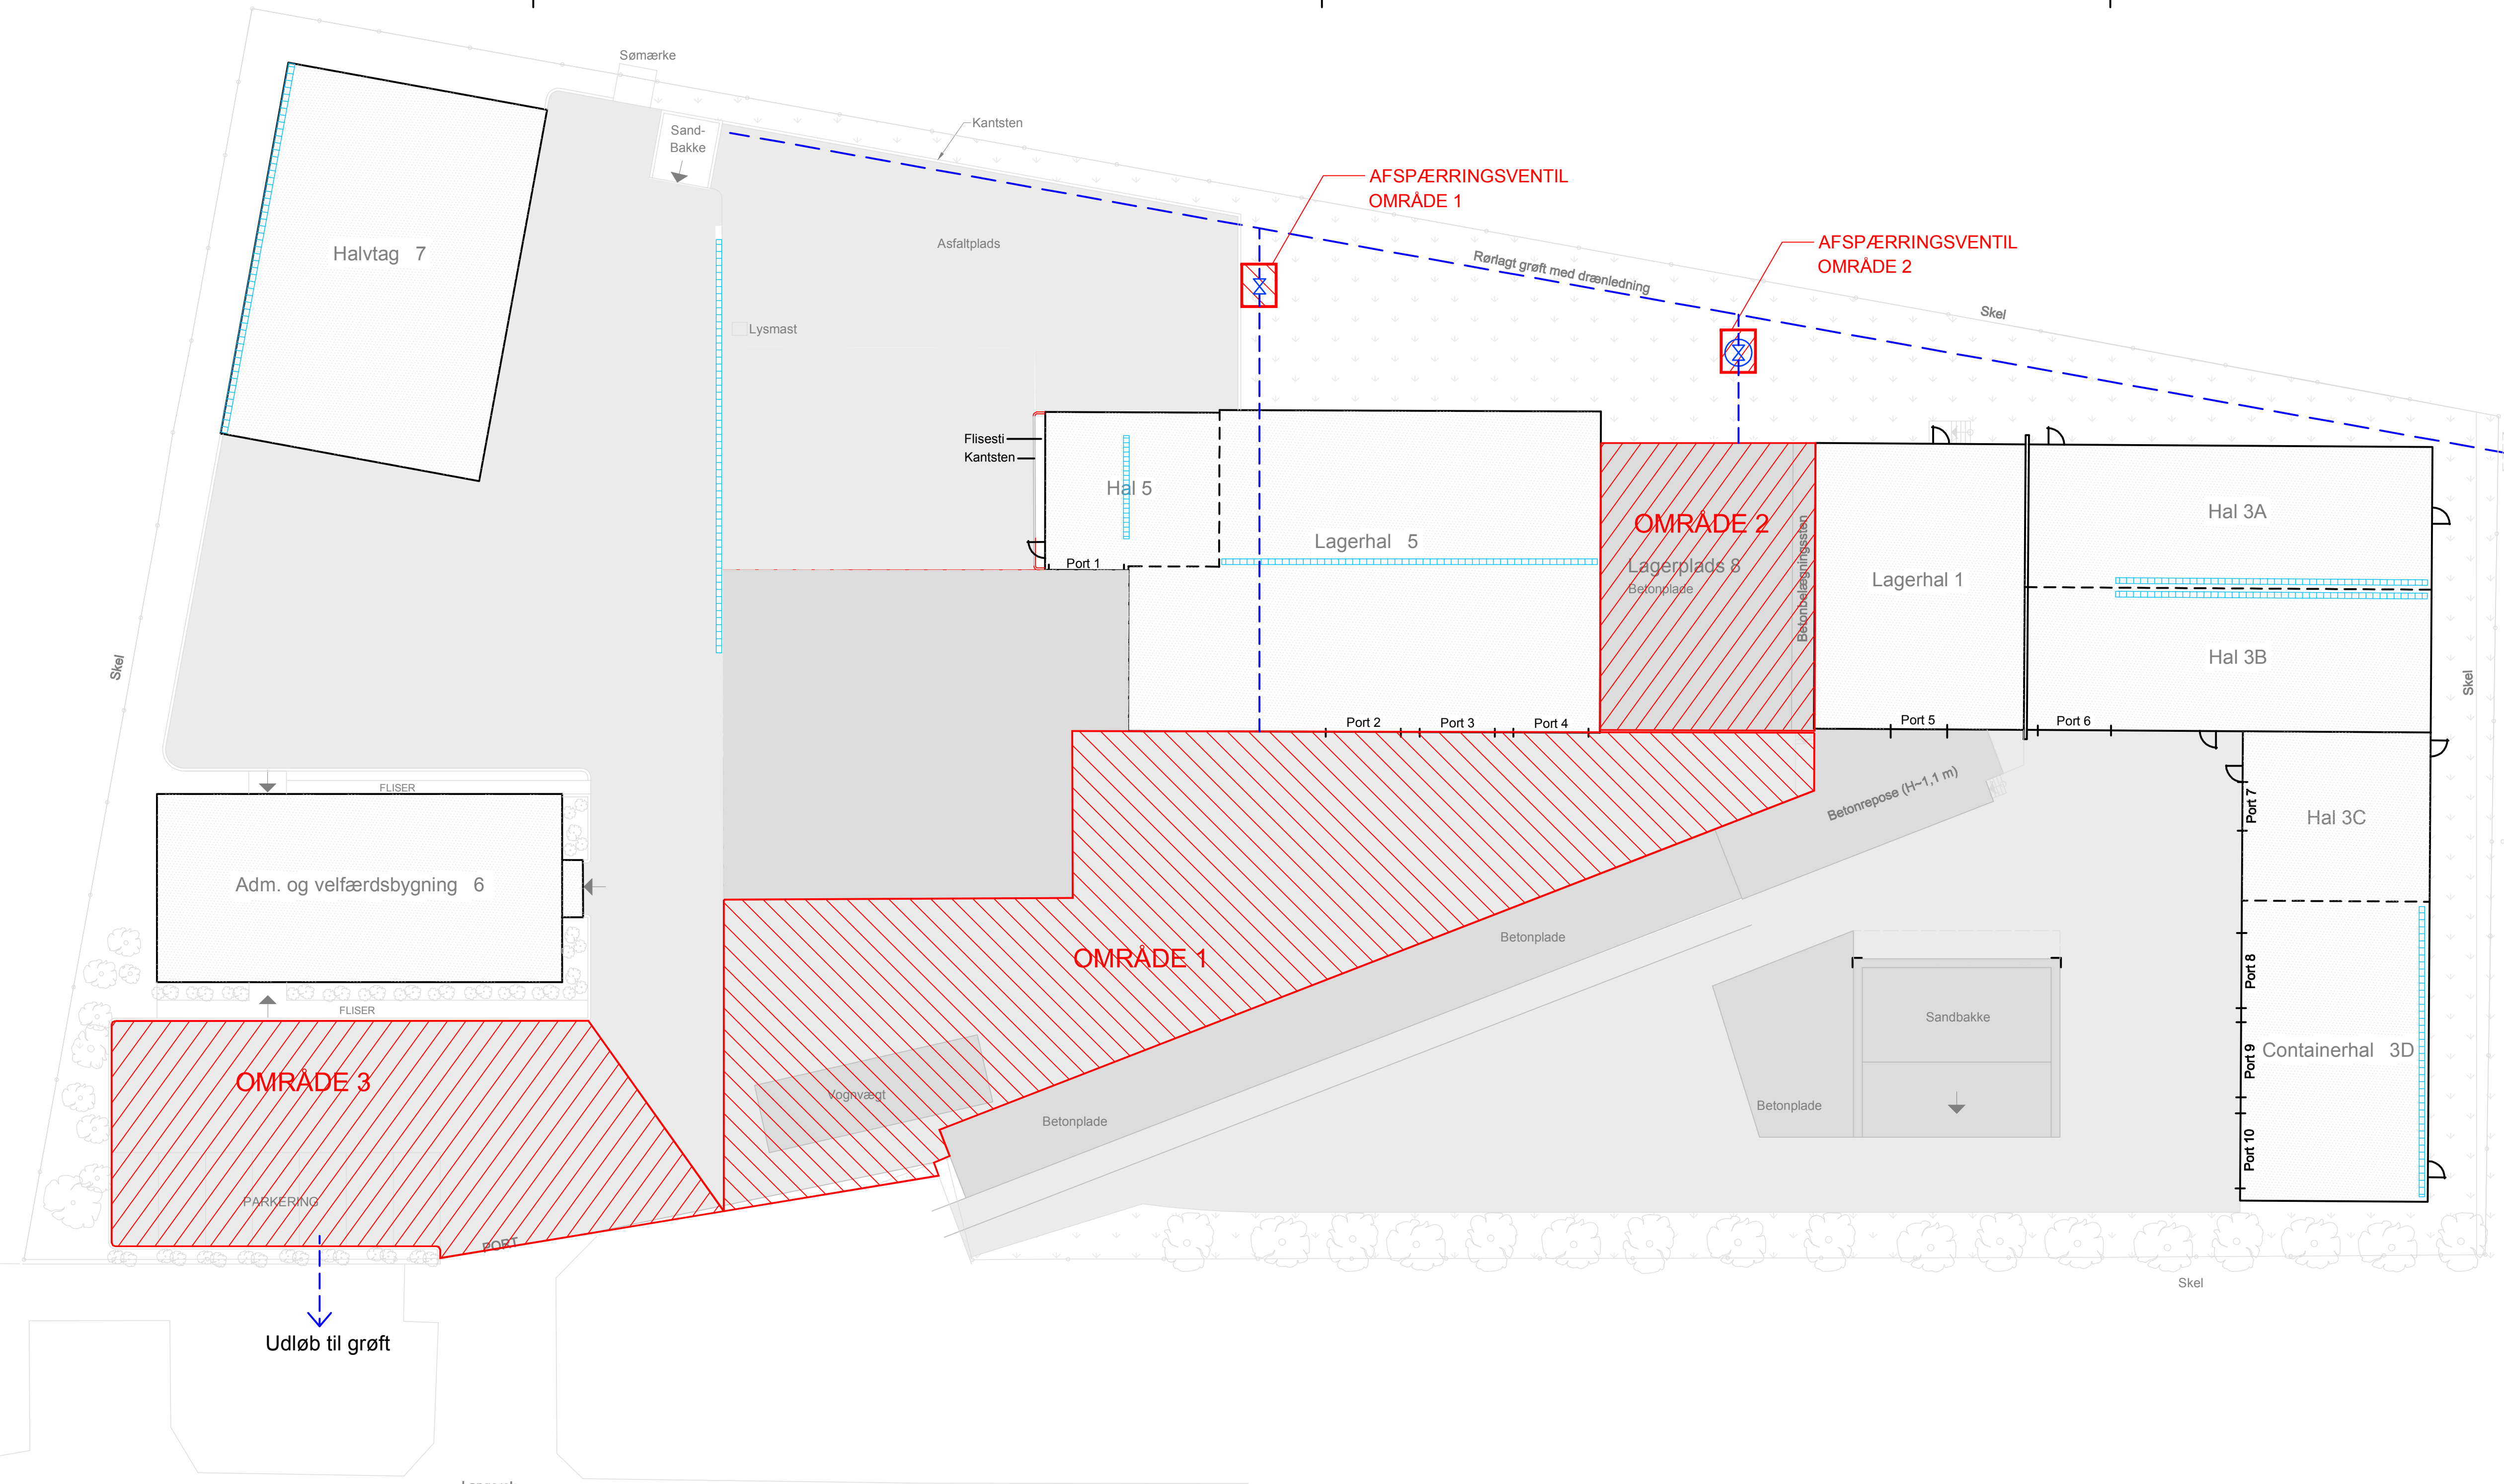 Sømærke
Sand-
Bakke
Kantsten
AFSPÆRRINGSVENTIL
OMRÅDE 1
AFSPÆRRINGSVENTIL
OMRÅDE 2
Halvtag 7
Asfaltplads
Rørlagt grøft med drænledning
Skel
Lysmast
Flisesti
Kantsten
Hal 5
Port 1
Lagerhal 5
OMRÅDE 2
Lagerplads 8
Betonplade
Betonbelægningssten
Lagerhal 1
Hal 3A
Hal 3B
Skel
Skel
Port 2
Port 3
Port 4
Port 5
Port 6
FLISER
Betonrepose (H~1,1 m)
Port 7
Hal 3C
Adm. og velfærdsbygning 6
Betonplade
OMRÅDE 1
Port 8
FLISER
Sandbakke
Port 9
Containerhal 3D
OMRÅDE 3
Vognvægt
Betonplade
Betonplade
Port 10
PARKERING
PORT
Skel
Udløb til grøft